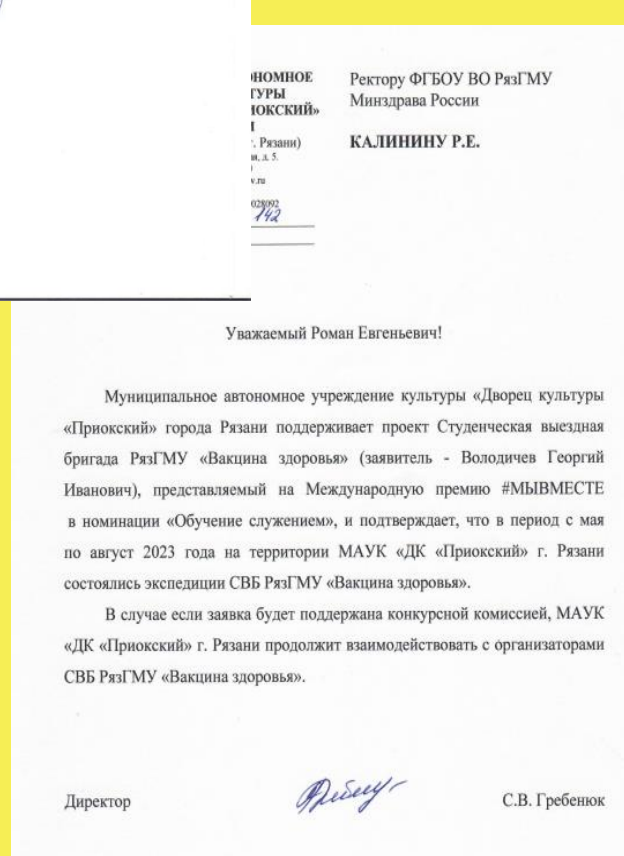 Ректору ФГБОУ ВО РязГМУ
Минздрава России
КАЛИНИНУ Р.Е.
. Рязани)
, д. 5.
v.ru
028092
142
Уважаемый Роман Евгеньевич!
Муниципальное автономное учреждение культуры «Дворец культуры
«Приокский» города Рязани поддерживает проект Студенческая выездная
бригада РязГМУ «Вакцина здоровья» (заявитель - Володичев Георгий
Иванович), представляемый на Международную премию #МЫВМЕСТЕ
в номинации «Обучение служением», и подтверждает, что в период с мая
по август 2023 года на территории МАУК «ДК «Приокский» г. Рязани
состоялись экспедиции СВБ РязГМУ «Вакцина здоровья».
В случае если заявка будет поддержана конкурсной комиссией, МАУК
«ДК «Приокский» г. Рязани продолжит взаимодействовать с организаторами
СВБ РязГМУ «Вакцина здоровья».
Директор
С.В. Гребенюк